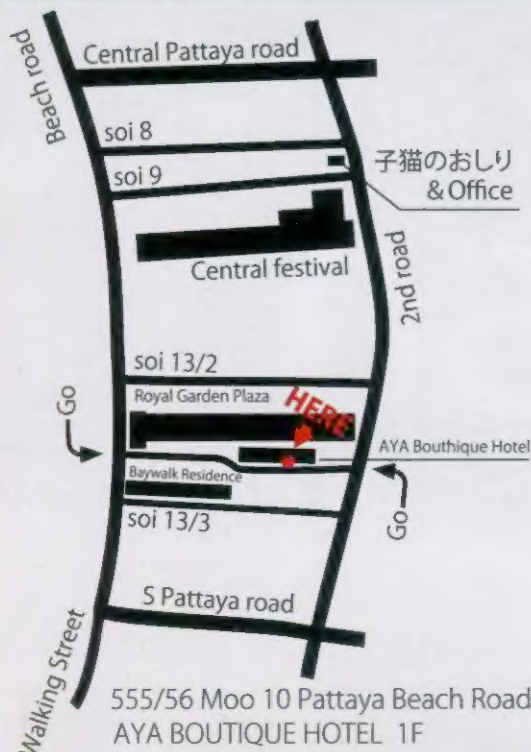 Central Pattaya road
Beach road
soi 8
soi 9
子猫のおしり
& Office
Central festival
2nd road
soi 13/2
Royal Garden Plaza
HERE
Go
AYA Bouthique Hotel
Baywalk Residence
Go
soi 13/3
S Pattaya road
Walking Street
555/56 Moo 10 Pattaya Beach Road
AYA BOUTIQUE HOTEL 1F